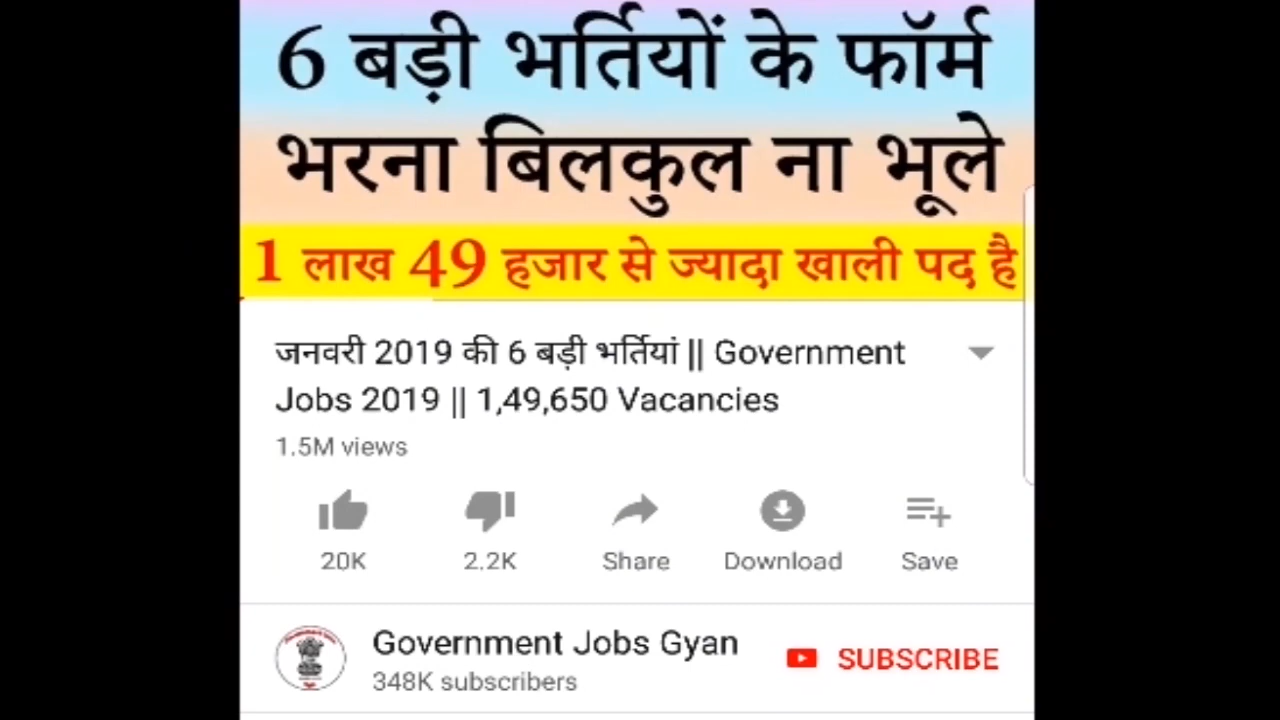 6 बड़ी भर्तियों के फॉर्म
भरना बिलकुल ना भूले
1 लाख 49 हजार से ज्यादा खाली पद है
जनवरी 2019 की 6 बड़ी भर्तियां || Government
Jobs 2019 || 1,49,650 Vacancies
1.5M views
20K 2.2K Share Download Save
Government Jobs Gyan
348K subscribers
SUBSCRIBE